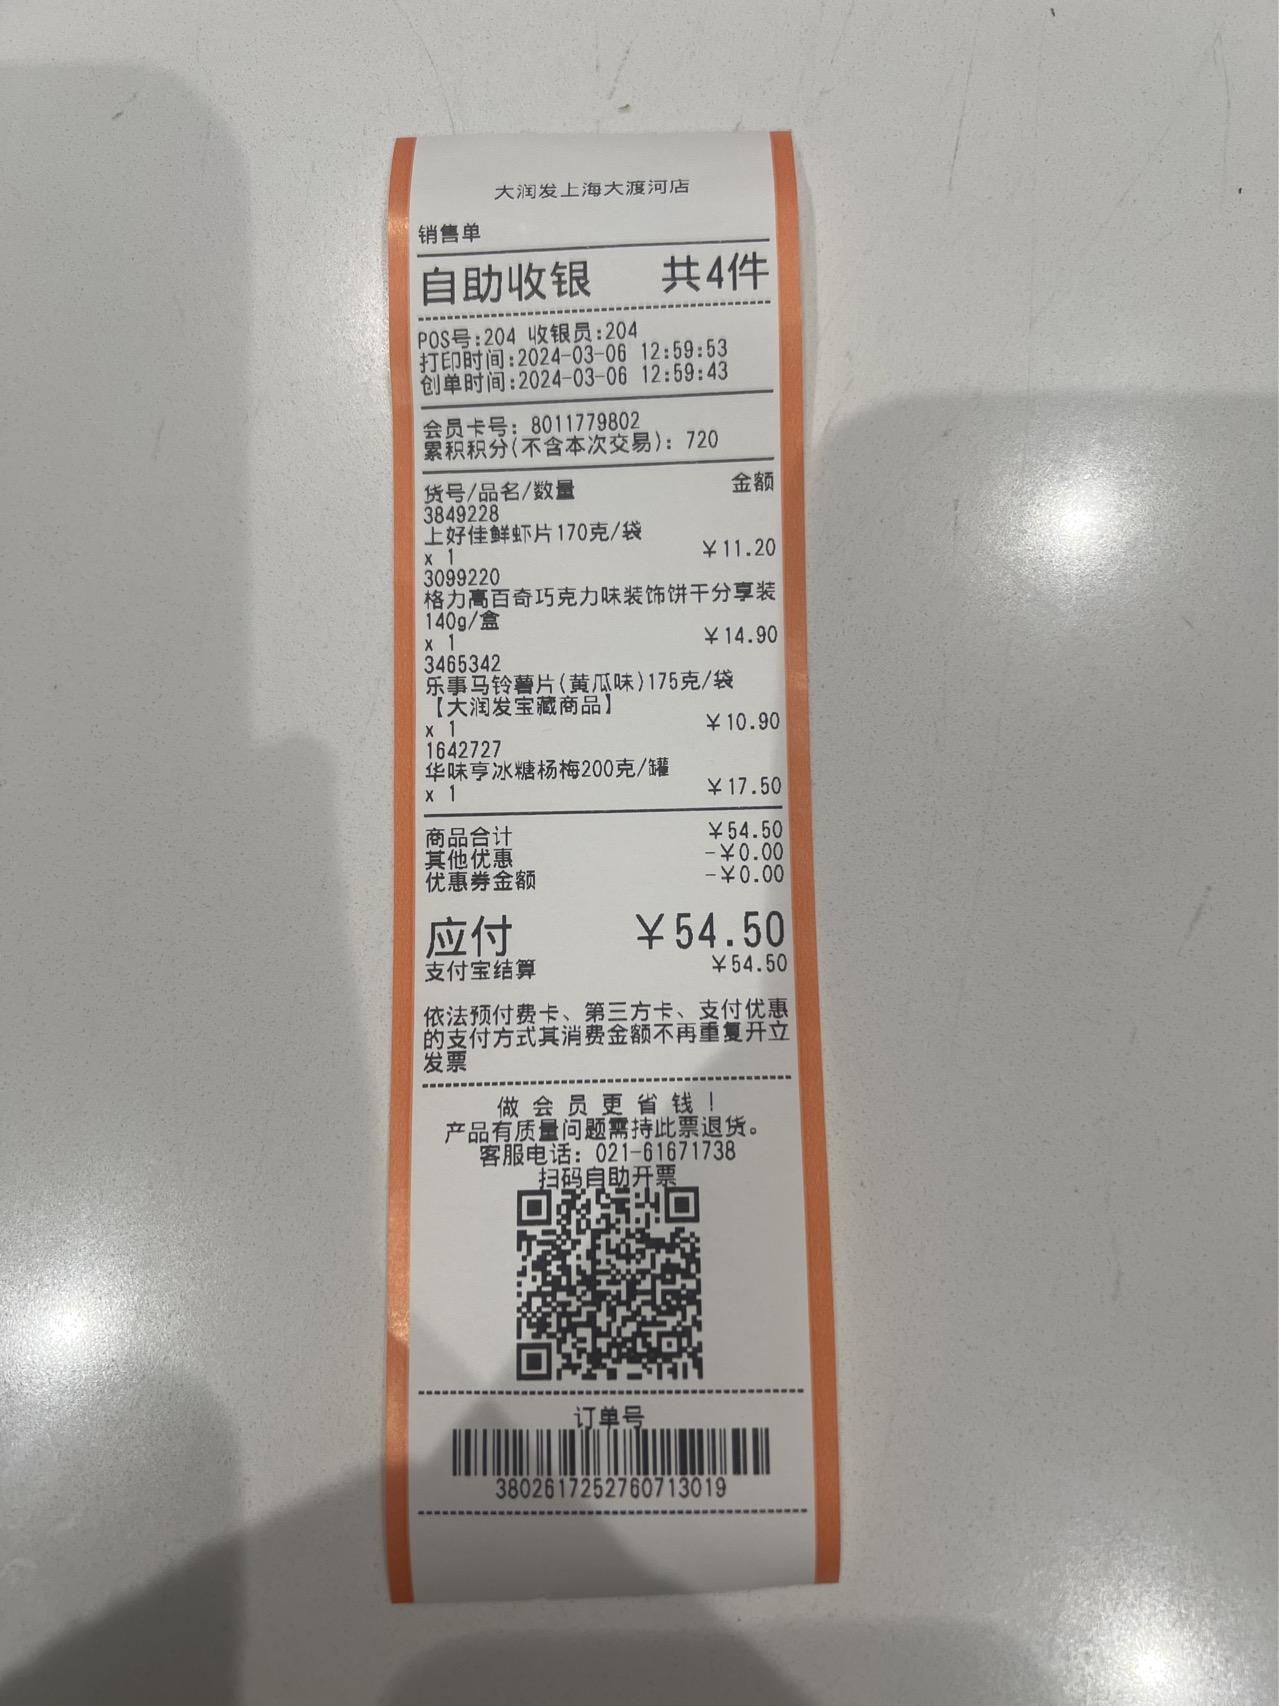 大润发上海大渡河店
销售单
自助收银 共4件
POS号:204 收银员:204
打印时间:2024-03-06 12:59:53
创单时间:2024-03-06 12:59:43
会员卡号: 8011779802
累积积分(不含本次交易): 720
货号/品名/数量 金额
3849228
上好佳鲜虾片170克/袋
x 1 ￥11.20
3099220
格力高百奇巧克力味装饰饼干分享装
140g/盒
x 1 ￥14.90
3465342
乐事马铃薯片(黄瓜味)175克/袋
【大润发宝藏商品】
x 1 ￥10.90
1642727
华味亨冰糖杨梅200克/罐
x 1 ￥17.50
商品合计 ￥54.50
其他优惠 -￥0.00
优惠券金额 -￥0.00
应付 ￥54.50
支付宝结算 ￥54.50
依法预付费卡、第三方卡、支付优惠
的支付方式其消费金额不再重复开立
发票
做会员更省钱！
产品有质量问题需持此票退货。
客服电话: 021-61671738
扫码自助开票
订单号
3802617252760713019